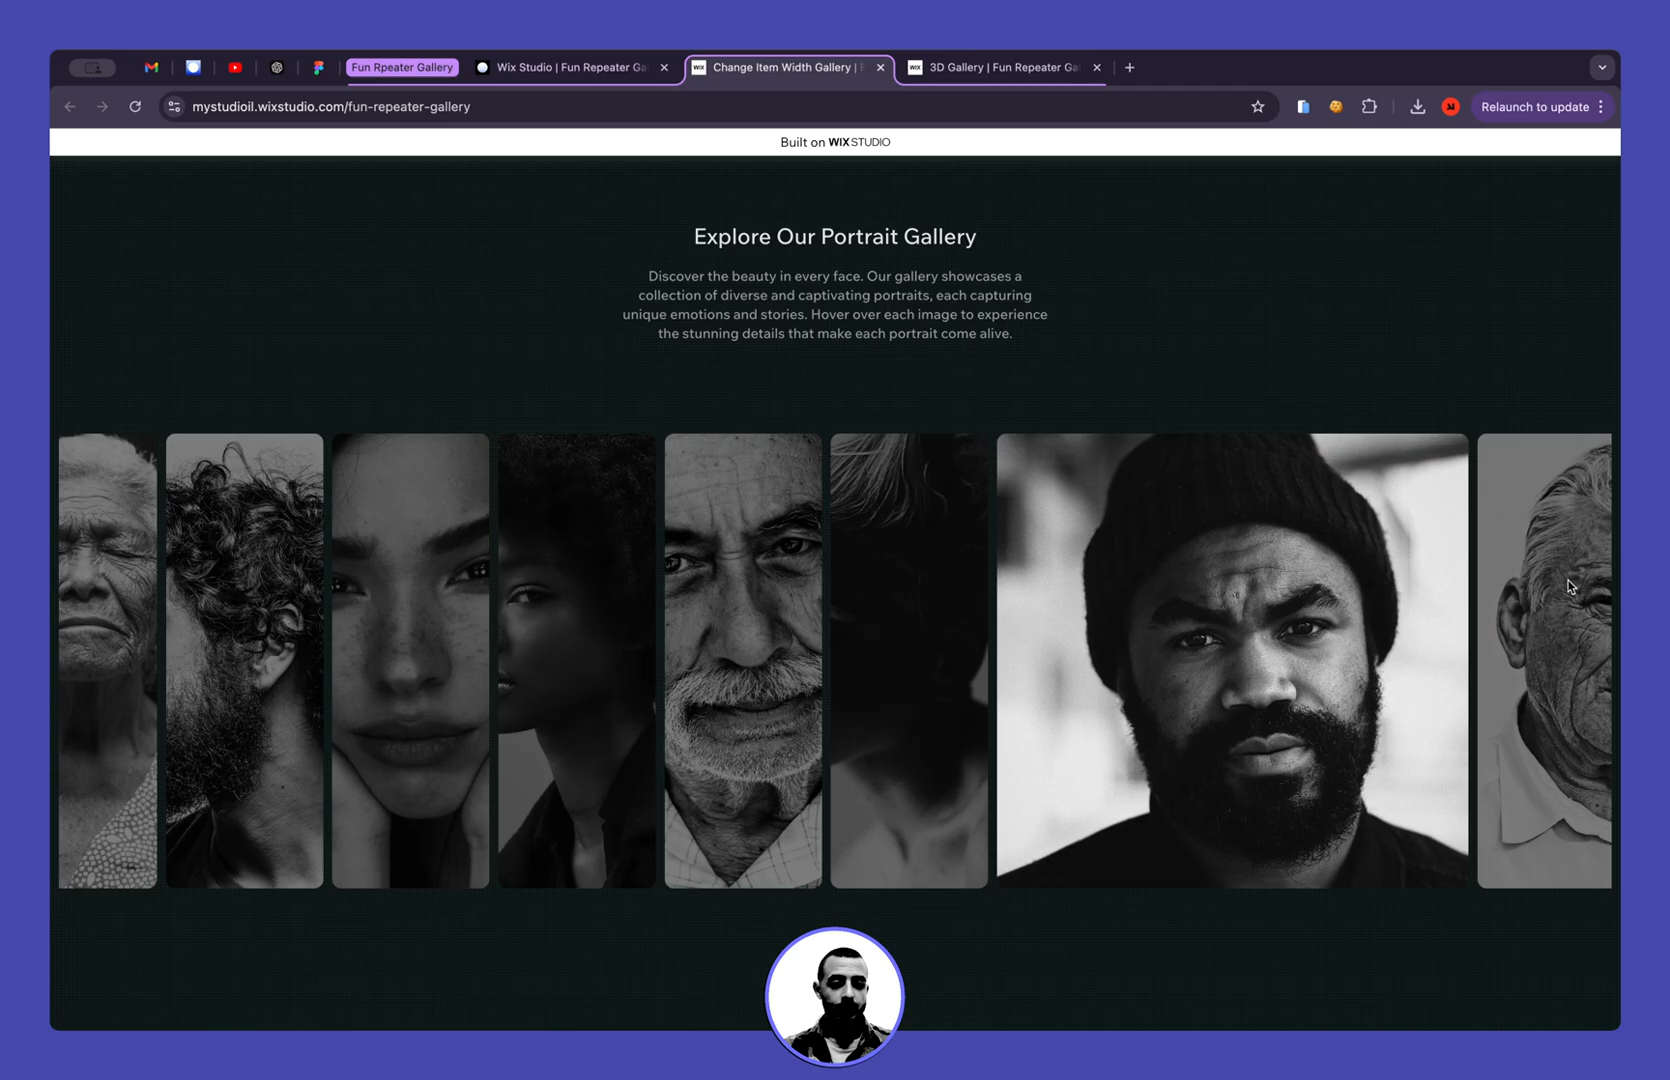 Fun Rpeater Gallery
Wix Studio | Fun Repeater Ga
WIX
Change Item Width Gallery |
WIX
3D Gallery | Fun Repeater Ga
mystudioil.wixstudio.com/fun-repeater-gallery
Relaunch to update
Built on WIX STUDIO
Explore Our Portrait Gallery
Discover the beauty in every face. Our gallery showcases a
collection of diverse and captivating portraits, each capturing
unique emotions and stories. Hover over each image to experience
the stunning details that make each portrait come alive.